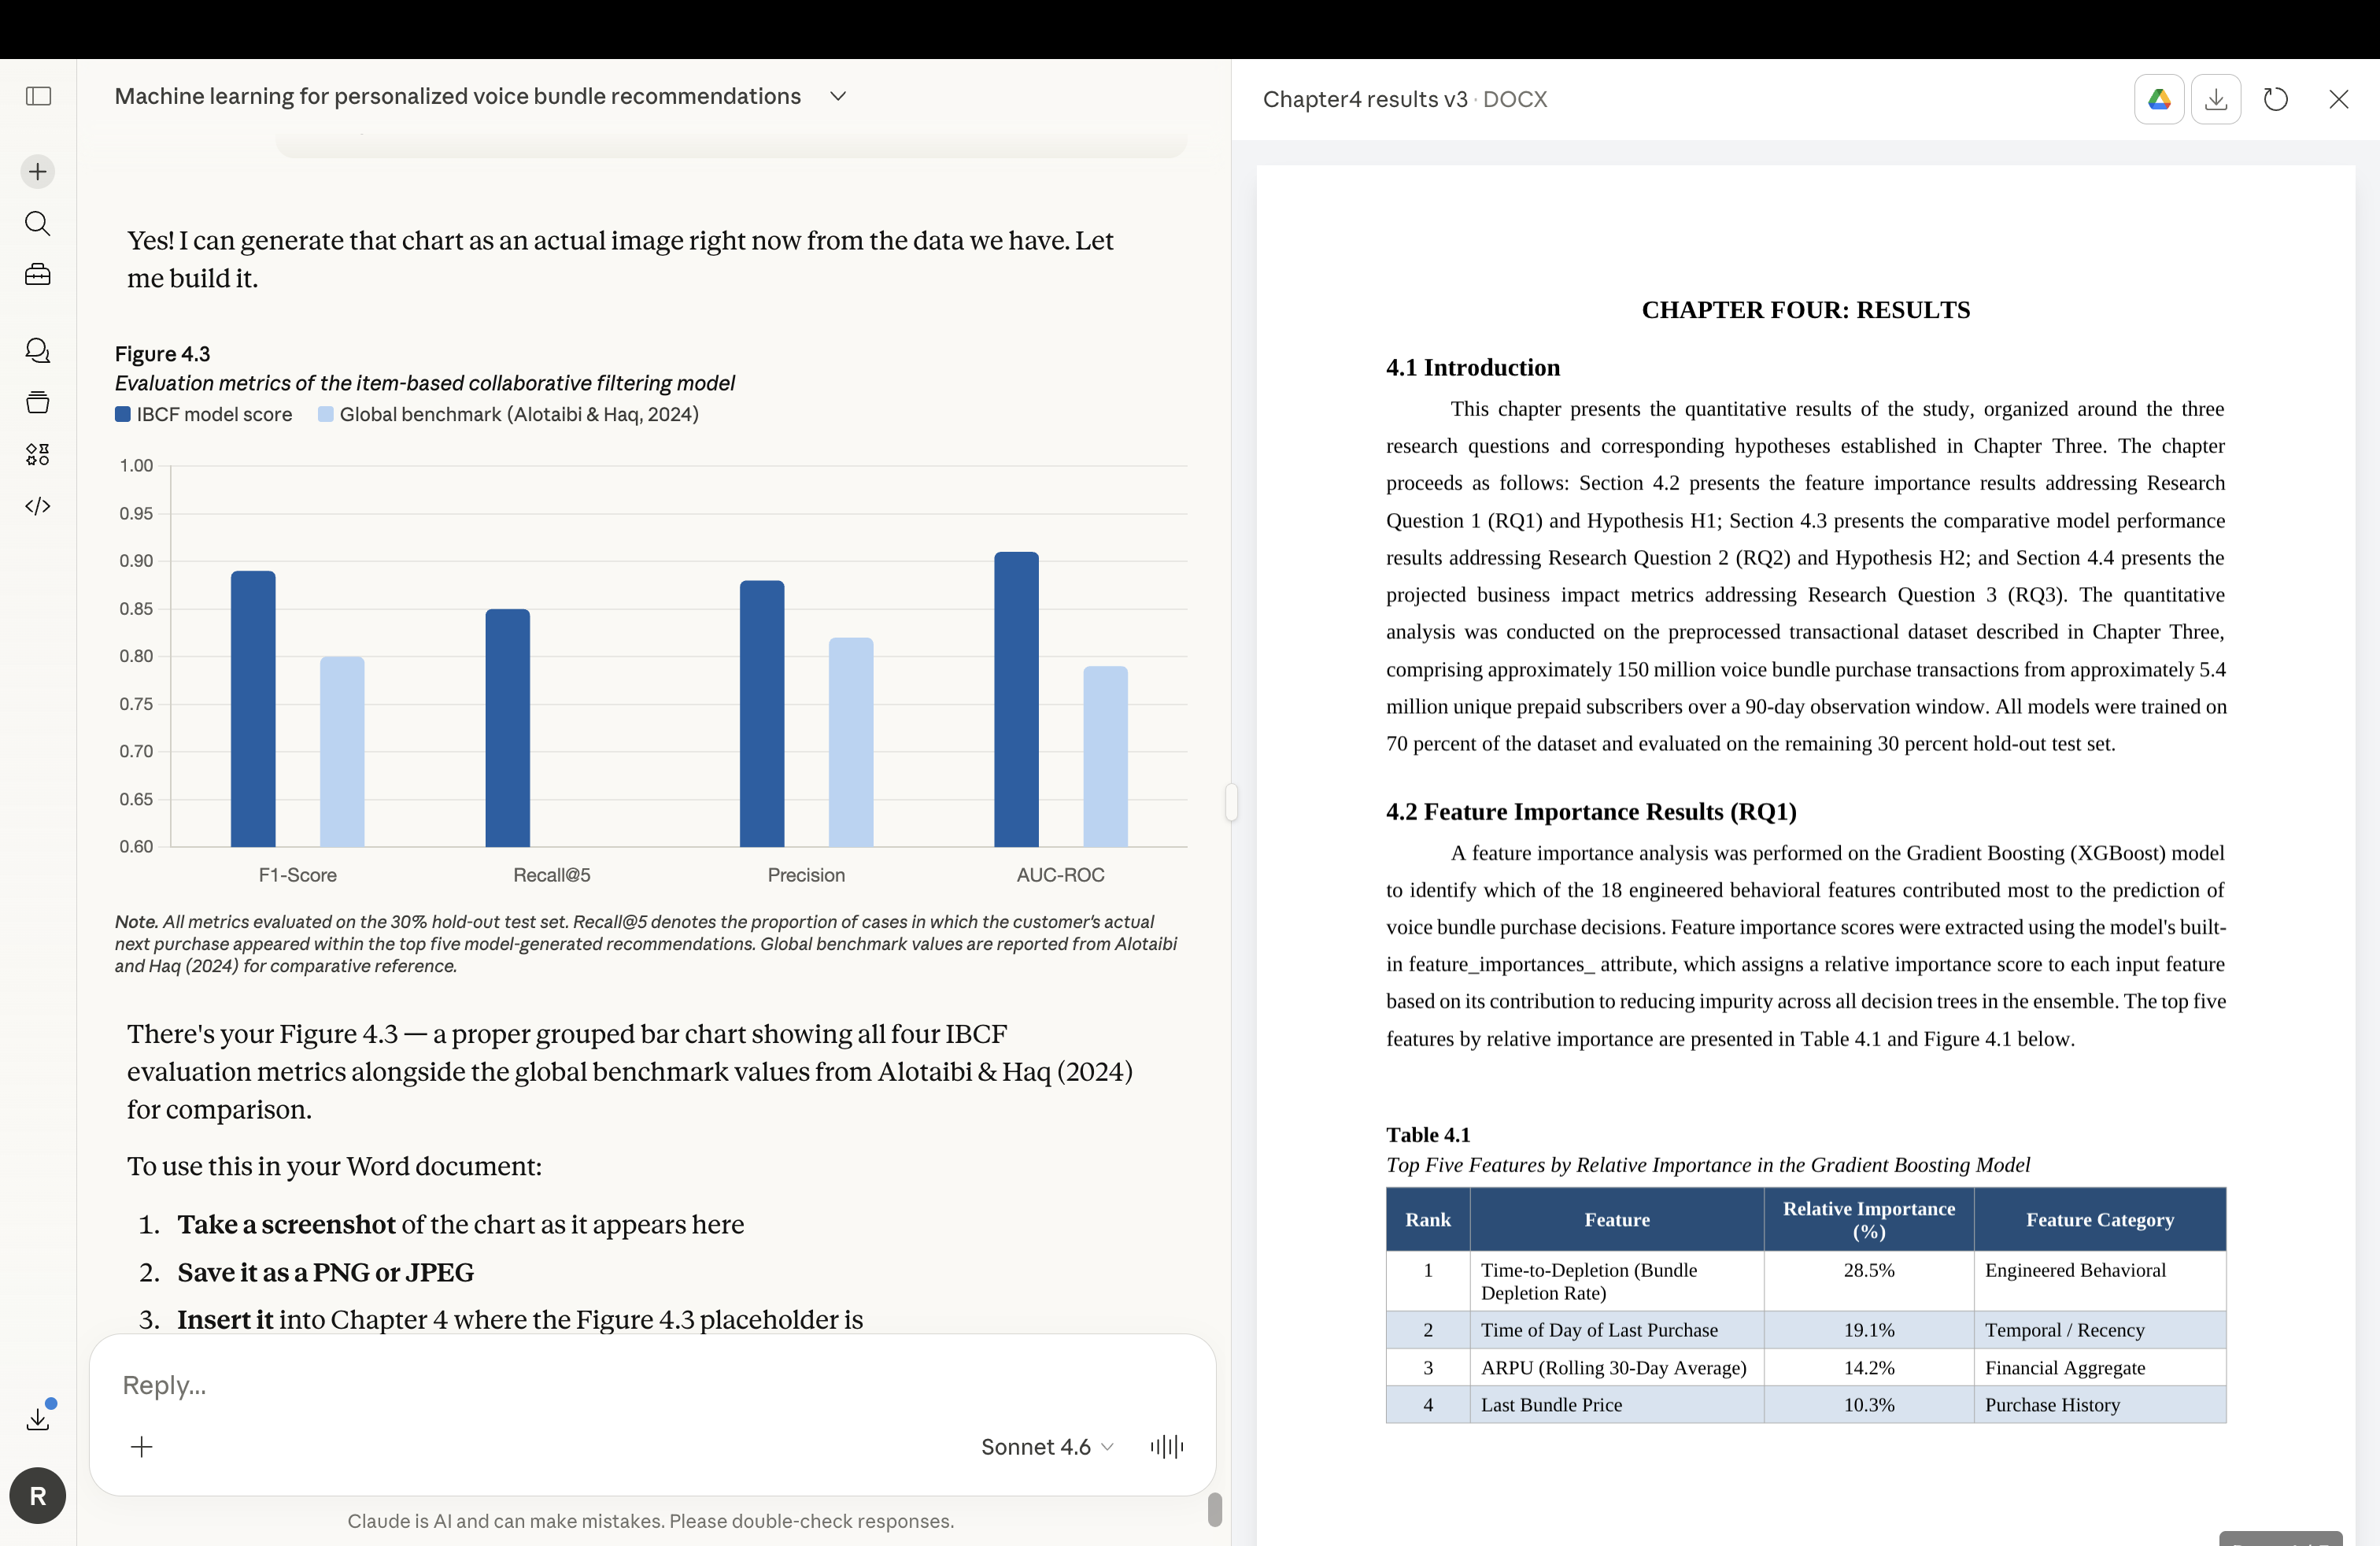 Machine learning for personalized voice bundle recommendations
Yes! I can generate that chart as an actual image right now from the data we have. Let
me build it.
Figure 4.3
Evaluation metrics of the item-based collaborative filtering model
IBCF model score
Global benchmark (Alotaibi & Haq, 2024)
1.00
0.95
0.90
0.85
0.80
0.75
0.70
0.65
0.60
F1-Score
Recall@5
Precision
AUC-ROC
Note. All metrics evaluated on the 30% hold-out test set. Recall@5 denotes the proportion of cases in which the customer's actual
next purchase appeared within the top five model-generated recommendations. Global benchmark values are reported from Alotaibi
and Haq (2024) for comparative reference.
There's your Figure 4.3 — a proper grouped bar chart showing all four IBCF
evaluation metrics alongside the global benchmark values from Alotaibi & Haq (2024)
for comparison.
To use this in your Word document:
1. Take a screenshot of the chart as it appears here
2. Save it as a PNG or JPEG
3. Insert it into Chapter 4 where the Figure 4.3 placeholder is
Reply...
Sonnet 4.6
R
Claude is AI and can make mistakes. Please double-check responses.
Chapter4 results v3 · DOCX
CHAPTER FOUR: RESULTS
4.1 Introduction
This chapter presents the quantitative results of the study, organized around the three
research questions and corresponding hypotheses established in Chapter Three. The chapter
proceeds as follows: Section 4.2 presents the feature importance results addressing Research
Question 1 (RQ1) and Hypothesis H1; Section 4.3 presents the comparative model performance
results addressing Research Question 2 (RQ2) and Hypothesis H2; and Section 4.4 presents the
projected business impact metrics addressing Research Question 3 (RQ3). The quantitative
analysis was conducted on the preprocessed transactional dataset described in Chapter Three,
comprising approximately 150 million voice bundle purchase transactions from approximately 5.4
million unique prepaid subscribers over a 90-day observation window. All models were trained on
70 percent of the dataset and evaluated on the remaining 30 percent hold-out test set.
4.2 Feature Importance Results (RQ1)
A feature importance analysis was performed on the Gradient Boosting (XGBoost) model
to identify which of the 18 engineered behavioral features contributed most to the prediction of
voice bundle purchase decisions. Feature importance scores were extracted using the model's built-
in feature_importances_ attribute, which assigns a relative importance score to each input feature
based on its contribution to reducing impurity across all decision trees in the ensemble. The top five
features by relative importance are presented in Table 4.1 and Figure 4.1 below.
Table 4.1
Top Five Features by Relative Importance in the Gradient Boosting Model
Rank Feature Relative Importance (%) Feature Category
1 Time-to-Depletion (Bundle Depletion Rate) 28.5% Engineered Behavioral
2 Time of Day of Last Purchase 19.1% Temporal / Recency
3 ARPU (Rolling 30-Day Average) 14.2% Financial Aggregate
4 Last Bundle Price 10.3% Purchase History